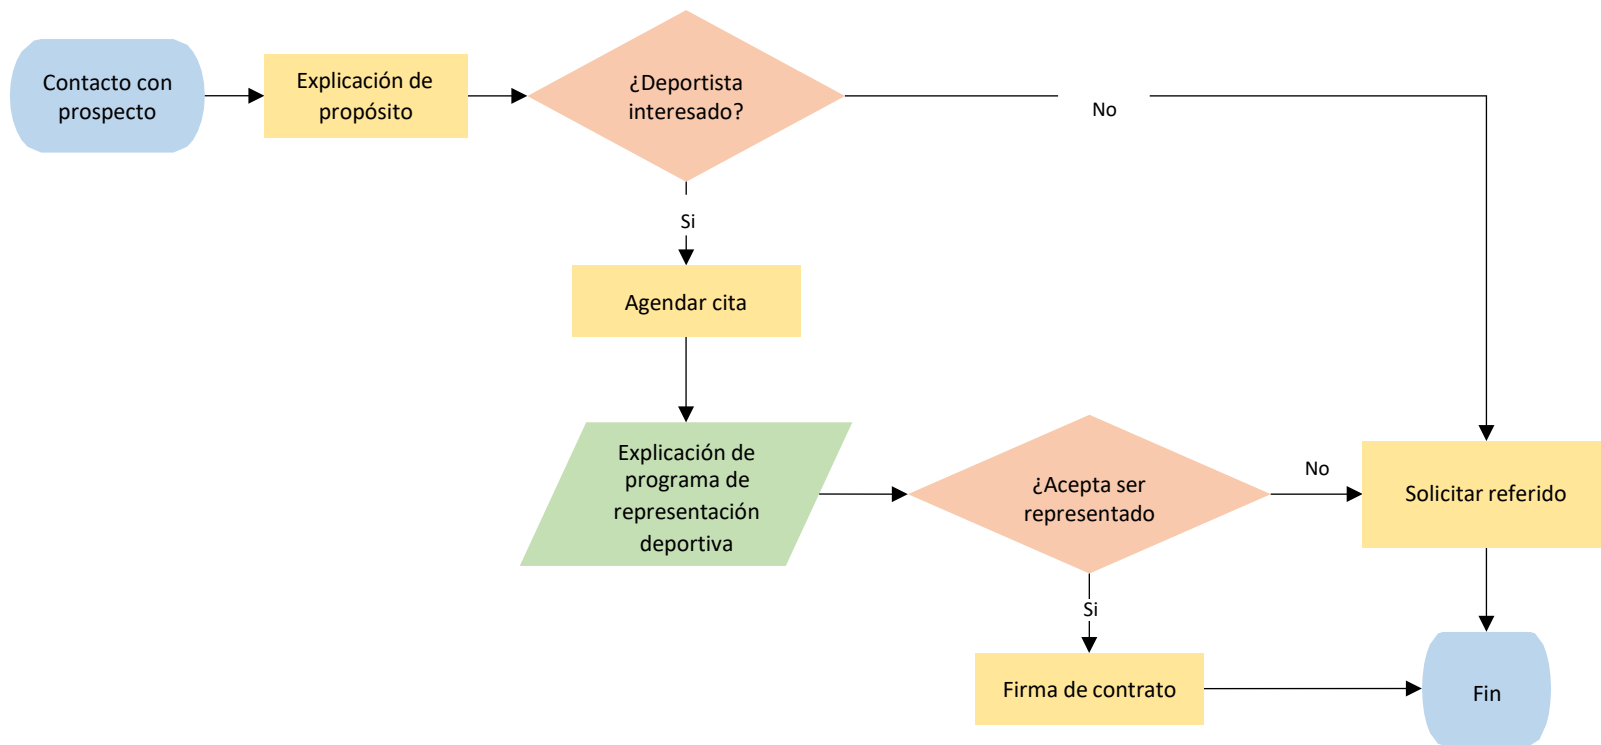 Contacto con
prospecto
Explicación de
propósito
¿Deportista
interesado?
No
Si
Agendar cita
Explicación de
programa de
representación
deportiva
¿Acepta ser
representado
No
Solicitar referido
Si
Firma de contrato
Fin